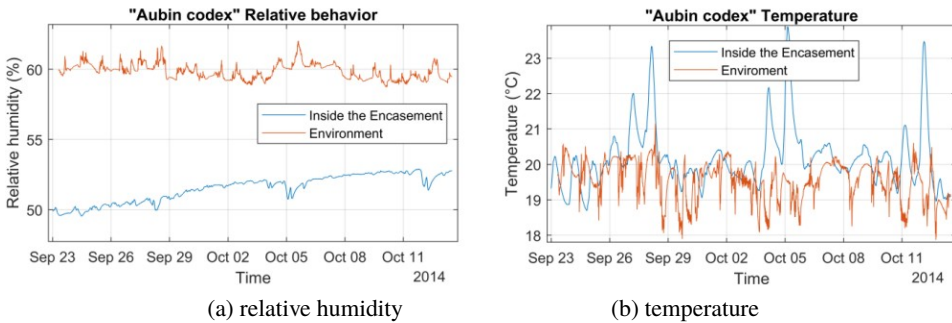 "Aubin codex" Relative behavior
Relative humidity (%)
60
55
50
Inside the Encasement
Environment
Sep 23 Sep 26 Sep 29 Oct 02 Oct 05 Oct 08 Oct 11
Time
2014
(a) relative humidity
"Aubin codex" Temperature
Temperature (°C)
23
22
21
20
19
18
Inside the Encasement
Enviroment
Sep 23 Sep 26 Sep 29 Oct 02 Oct 05 Oct 08 Oct 11
Time
2014
(b) temperature